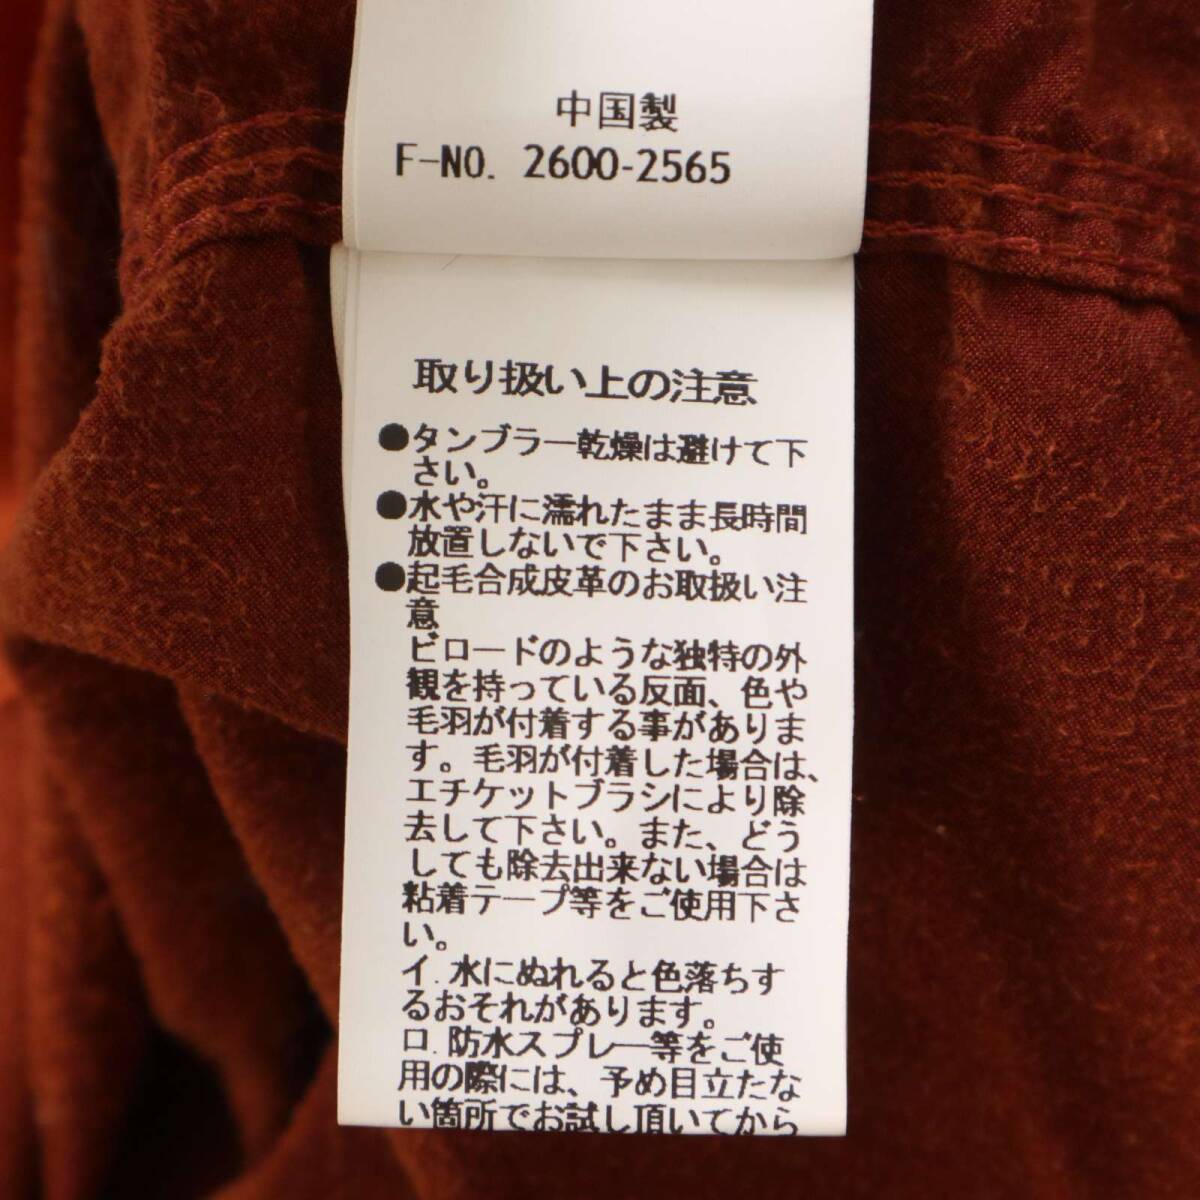 中国製
F-NO. 2600-2565
取り扱い上の注意
●タンブラー乾燥は避けて下
さい。
●水や汗に濡れたまま長時間
放置しないで下さい。
●起毛合成皮革のお取扱い注
意
ビロードのような独特の外
観を持っている反面、色や
毛羽が付着する事がありま
す。毛羽が付着した場合は、
エチケットブラシにより除
去して下さい。また、どう
しても除去出来ない場合は
粘着テープ等をご使用下さ
い。
イ.水にぬれると色落ちす
るおそれがあります。
ロ.防水スプレー等をご使
用の際には、予め目立たな
い箇所でお試し頂いてから